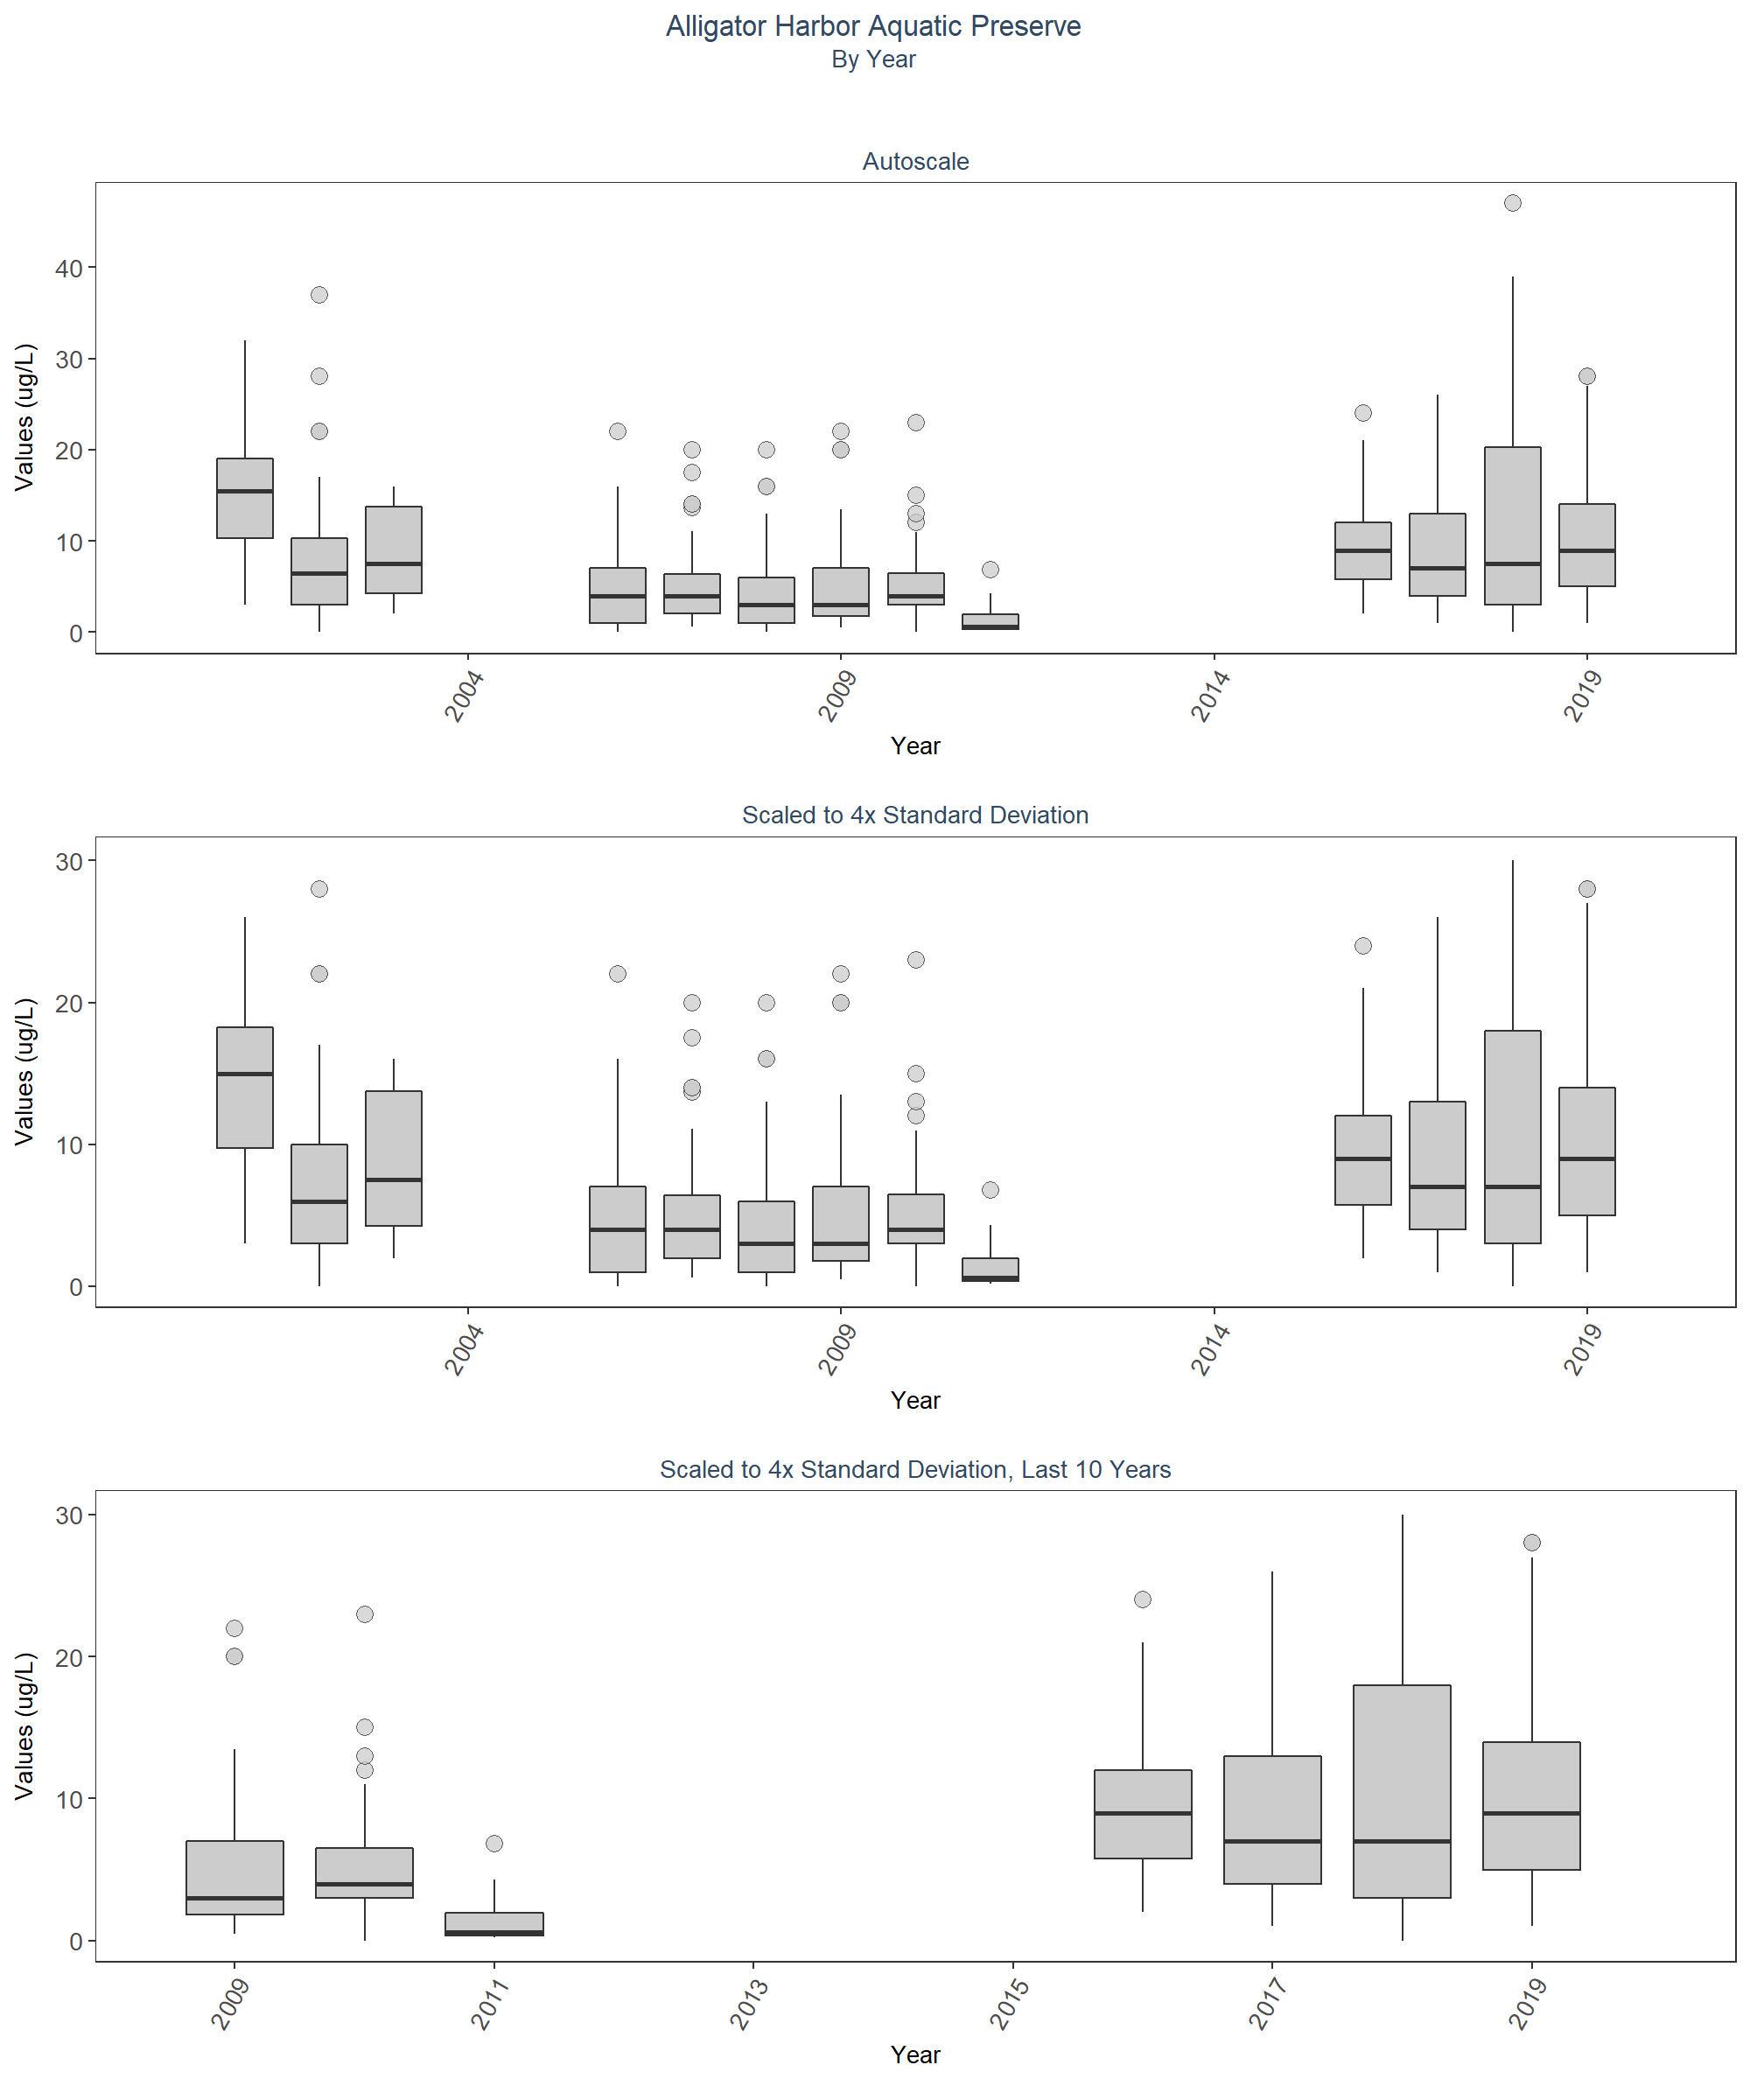 Alligator Harbor Aquatic Preserve
By Year
Autoscale
Values (ug/L)
40
30
20
10
0
2004
2009
2014
2019
Year
Scaled to 4x Standard Deviation
Values (ug/L)
30
20
10
0
2004
2009
2014
2019
Year
Scaled to 4x Standard Deviation, Last 10 Years
Values (ug/L)
30
20
10
0
2009
2011
2013
2015
2017
2019
Year